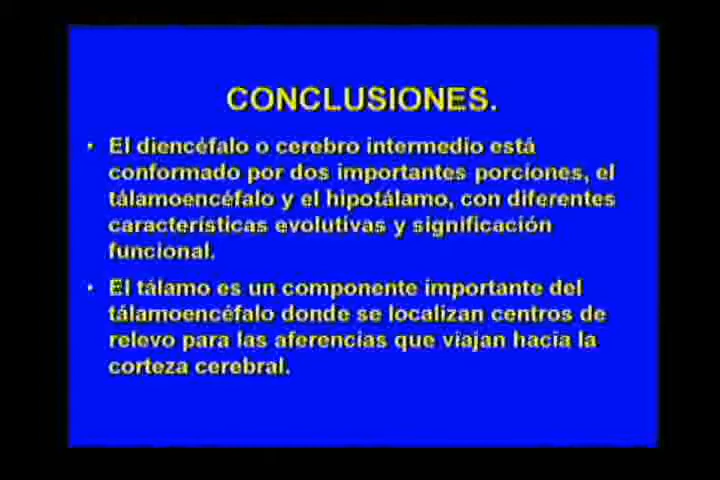 CONCLUSIONES.
• El diencéfalo o cerebro intermedio está
conformado por dos importantes porciones, el
tálamoencéfalo y el hipotálamo, con diferentes
características evolutivas y significación
funcional.
• El tálamo es un componente importante del
tálamoencéfalo donde se localizan centros de
relevo para las aferencias que viajan hacia la
corteza cerebral.